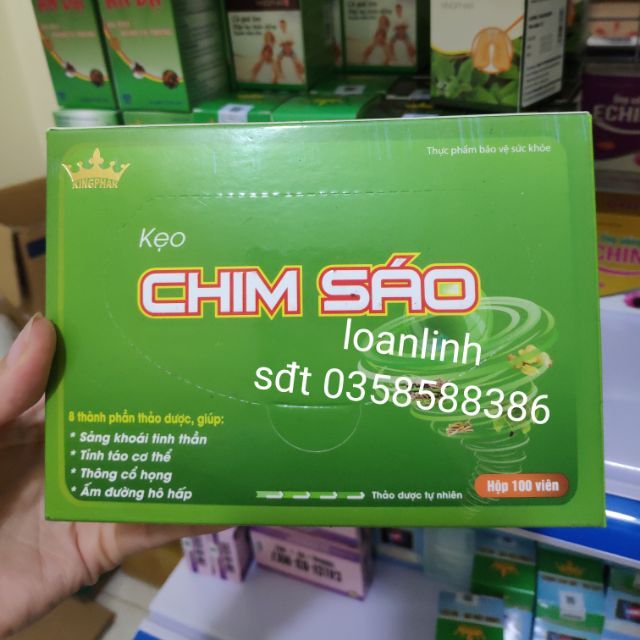 KINGPHAR
Thực phẩm bảo vệ sức khỏe
Kẹo
CHIM SÁO
loanlinh
sđt 0358588386
8 thành phần thảo dược, giúp:
* Sảng khoái tinh thần
* Tỉnh táo cơ thể
* Thông cổ họng
* Ấm đường hô hấp
Thảo dược tự nhiên
Hộp 100 viên
ECHI